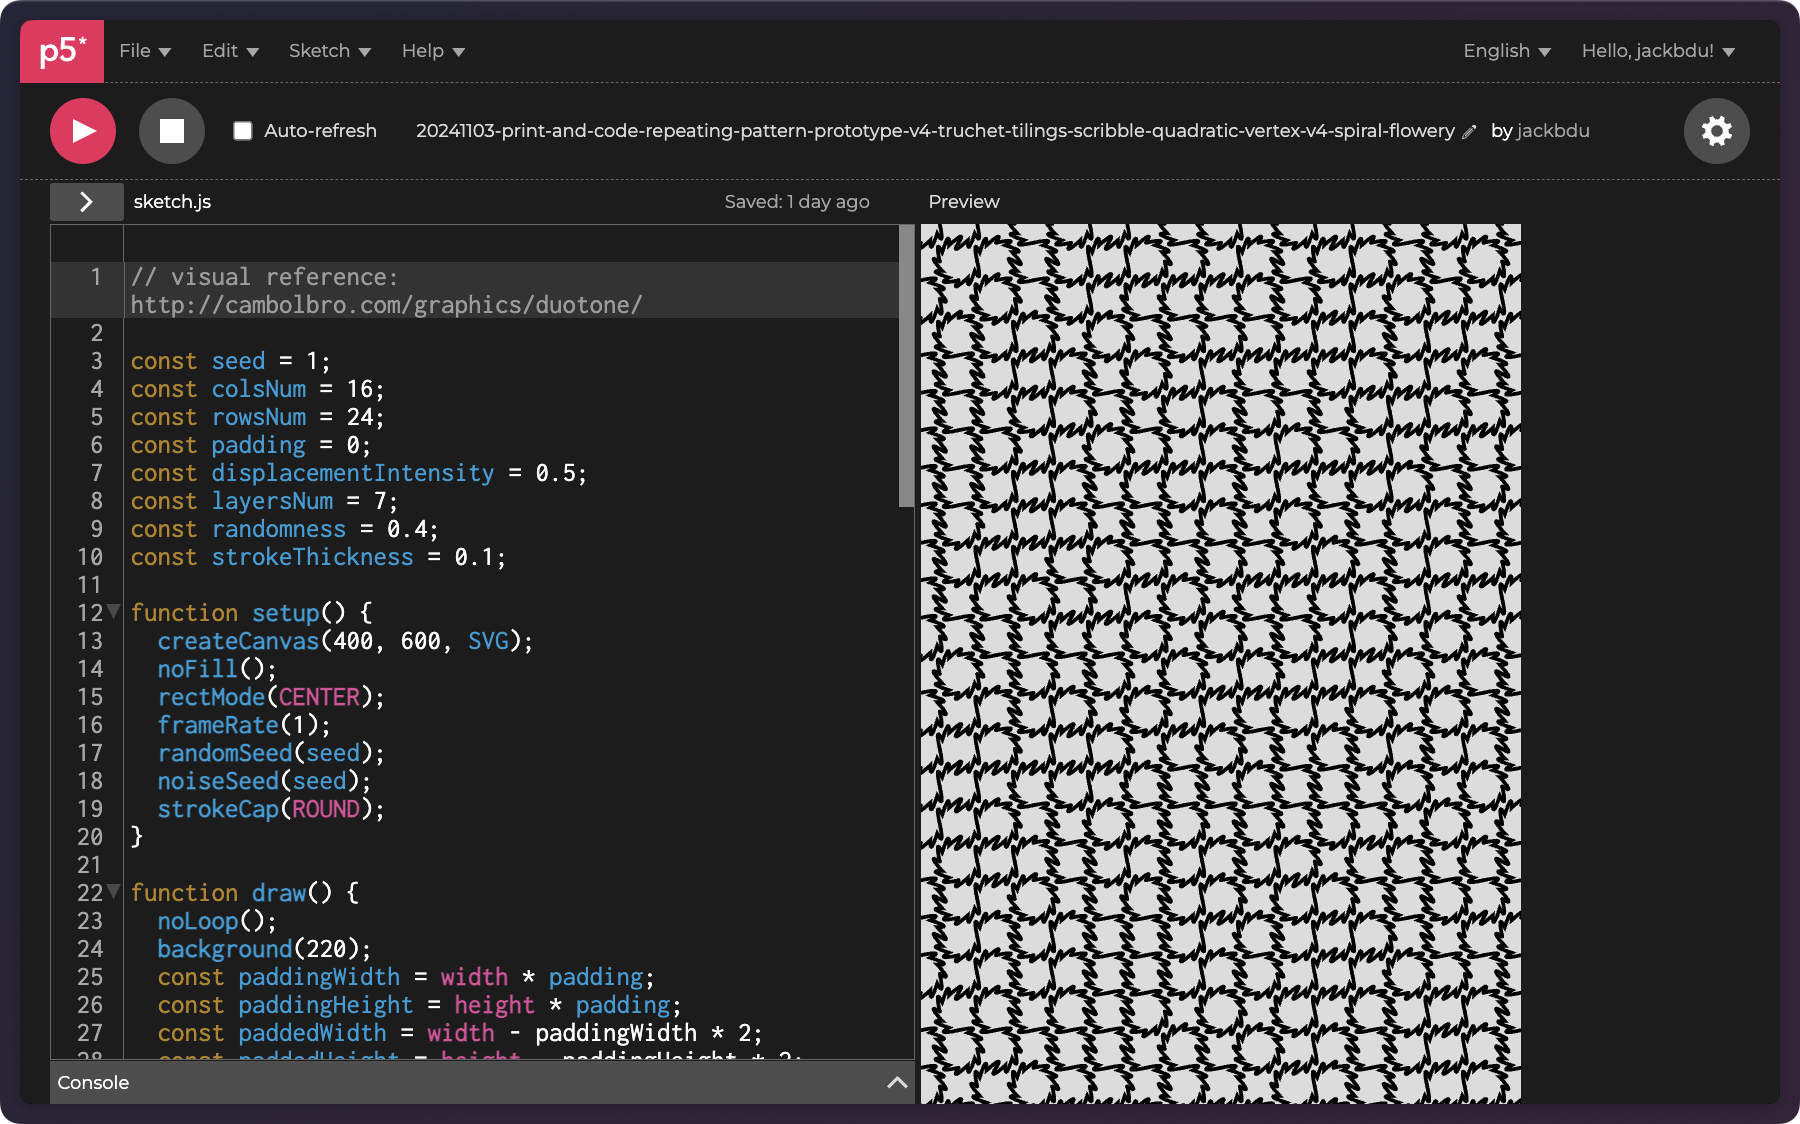 p5*
File Edit Sketch Help English Hello, jackbdu!
Auto-refresh 20241103-print-and-code-repeating-pattern-prototype-v4-truchet-tilings-scribble-quadratic-vertex-v4-spiral-flowery by jackbdu
sketch.js Saved: 1 day ago Preview
1 // visual reference:
http://cambolbro.com/graphics/duotone/
2
3 const seed = 1;
4 const colsNum = 16;
5 const rowsNum = 24;
6 const padding = 0;
7 const displacementIntensity = 0.5;
8 const layersNum = 7;
9 const randomness = 0.4;
10 const strokeThickness = 0.1;
11
12 function setup() {
13 createCanvas(400, 600, SVG);
14 noFill();
15 rectMode(CENTER);
16 frameRate(1);
17 randomSeed(seed);
18 noiseSeed(seed);
19 strokeCap(ROUND);
20 }
21
22 function draw() {
23 noLoop();
24 background(220);
25 const paddingWidth = width * padding;
26 const paddingHeight = height * padding;
27 const paddedWidth = width - paddingWidth * 2;
28 const paddedHeight = height - paddingHeight * 2;
Console